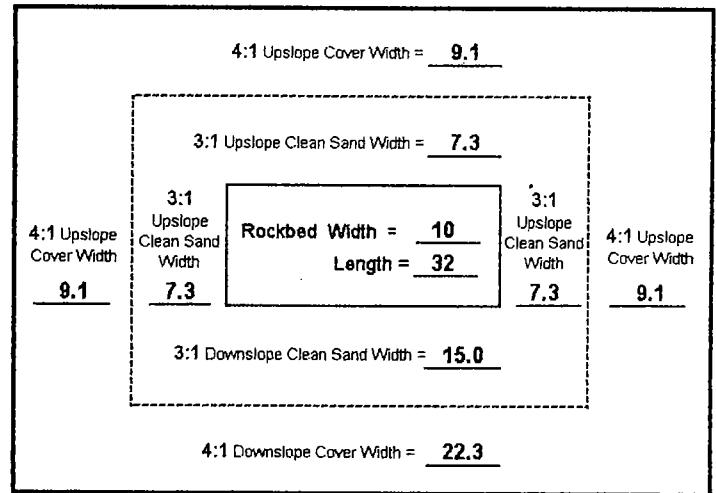 4:1 Upslope Cover Width = 9.1
3:1 Upslope Clean Sand Width = 7.3
4:1 Upslope
Cover Width
9.1
3:1
Upslope
Clean Sand
Width
7.3
Rockbed Width = 10
Length = 32
3:1
Upslope
Clean Sand
Width
7.3
4:1 Upslope
Cover Width
9.1
3:1 Downslope Clean Sand Width = 15.0
4:1 Downslope Cover Width = 22.3